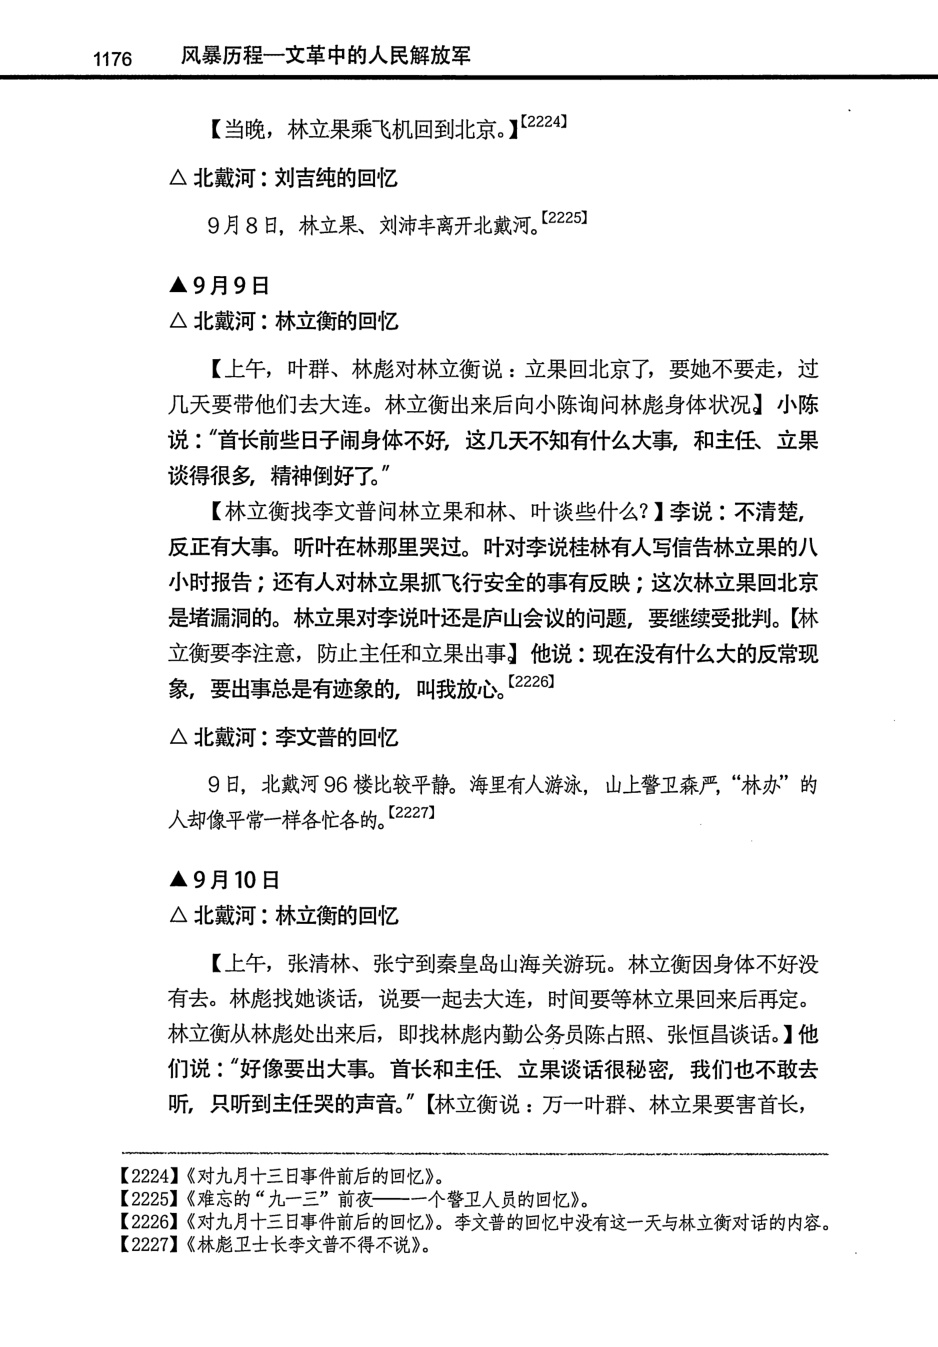 1176 风暴历程—文革中的人民解放军
【当晚，林立果乘飞机回到北京。】【2224】
△ 北戴河：刘吉纯的回忆
9月8日，林立果、刘沛丰离开北戴河。【2225】
▲9月9日
△ 北戴河：林立衡的回忆
【上午，叶群、林彪对林立衡说：立果回北京了，要她不要走，过
几天要带他们去大连。林立衡出来后向小陈询问林彪身体状况】小陈
说：“首长前些日子闹身体不好，这几天不知有什么大事，和主任、立果
谈得很多，精神倒好了。”
【林立衡找李文普问林立果和林、叶谈些什么？】李说：不清楚，
反正有大事。听叶在林那里哭过。叶对李说桂林有人写信告林立果的八
小时报告；还有人对林立果抓飞行安全的事有反映；这次林立果回北京
是堵漏洞的。林立果对李说叶还是庐山会议的问题，要继续受批判。【林
立衡要李注意，防止主任和立果出事】他说：现在没有什么大的反常现
象，要出事总是有迹象的，叫我放心。【2226】
△ 北戴河：李文普的回忆
9日，北戴河96楼比较平静。海里有人游泳，山上警卫森严，“林办”的
人却像平常一样各忙各的。【2227】
▲9月10日
△ 北戴河：林立衡的回忆
【上午，张清林、张宁到秦皇岛山海关游玩。林立衡因身体不好没
有去。林彪找她谈话，说要一起去大连，时间要等林立果回来后再定。
林立衡从林彪处出来后，即找林彪内勤公务员陈占照、张恒昌谈话。】他
们说：“好像要出大事。首长和主任、立果谈话很秘密，我们也不敢去
听，只听到主任哭的声音。”【林立衡说：万一叶群、林立果要害首长，
【2224】《对九月十三日事件前后的回忆》。
【2225】《难忘的“九一三”前夜——一个警卫人员的回忆》。
【2226】《对九月十三日事件前后的回忆》。李文普的回忆中没有这一天与林立衡对话的内容。
【2227】《林彪卫士长李文普不得不说》。